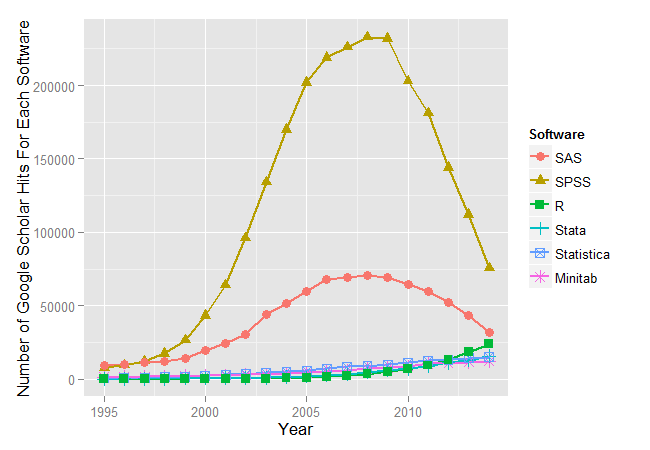 Number of Google Scholar Hits For Each Software
200000
150000
100000
50000
0
1995
2000
2005
2010
Year
Software
SAS
SPSS
R
Stata
Statistica
Minitab